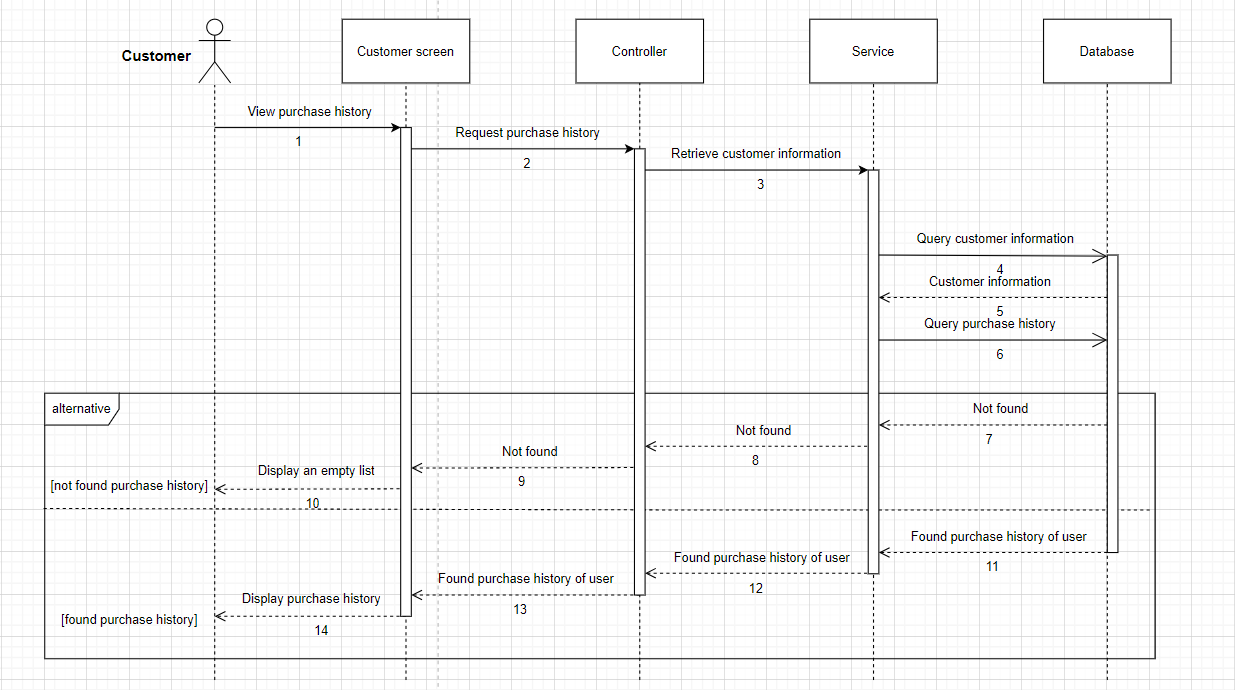 Customer
Customer screen
Controller
Service
Database
View purchase history
1
Request purchase history
2
Retrieve customer information
3
Query customer information
4
Customer information
5
Query purchase history
6
alternative
Not found
7
Not found
8
Not found
9
Display an empty list
[not found purchase history]
10
Found purchase history of user
11
Found purchase history of user
12
Found purchase history of user
13
Display purchase history
[found purchase history]
14